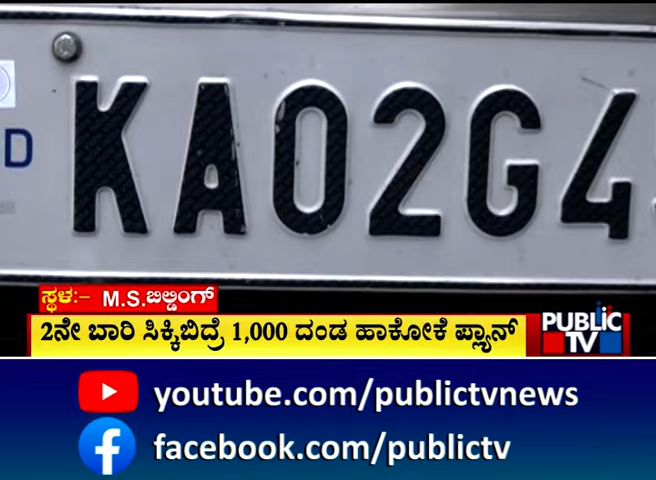 D
KA02G4
ಸ್ಥಳ:- M.S.ಬಿಲ್ಡಿಂಗ್
2ನೇ ಬಾರಿ ಸಿಕ್ಕಿಬಿದ್ರೆ 1,000 ದಂಡ ಹಾಕೋಕೆ ಪ್ಲ್ಯಾನ್
PUBLiC
TV
youtube.com/publictvnews
facebook.com/publictv